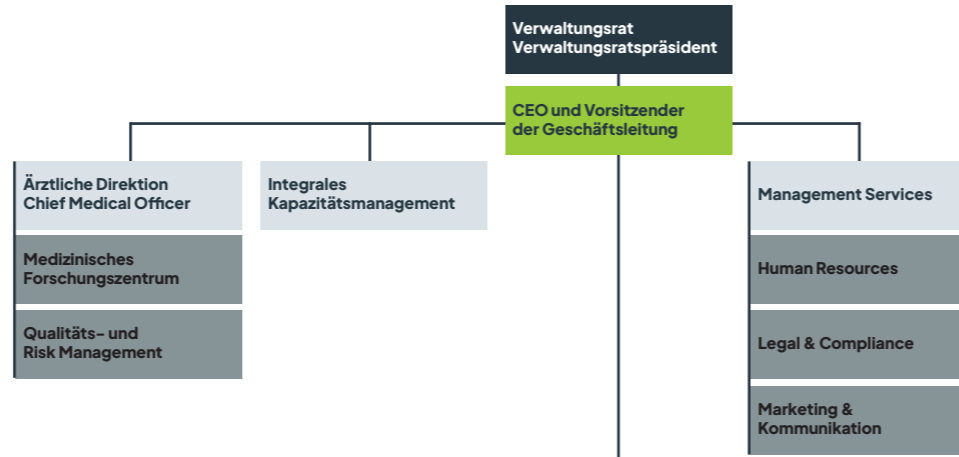 Verwaltungsrat
Verwaltungsratspräsident
CEO und Vorsitzender
der Geschäftsleitung
Ärztliche Direktion
Chief Medical Officer
Medizinisches
Forschungszentrum
Qualitäts- und
Risk Management
Integrales
Kapazitätsmanagement
Management Services
Human Resources
Legal & Compliance
Marketing &
Kommunikation